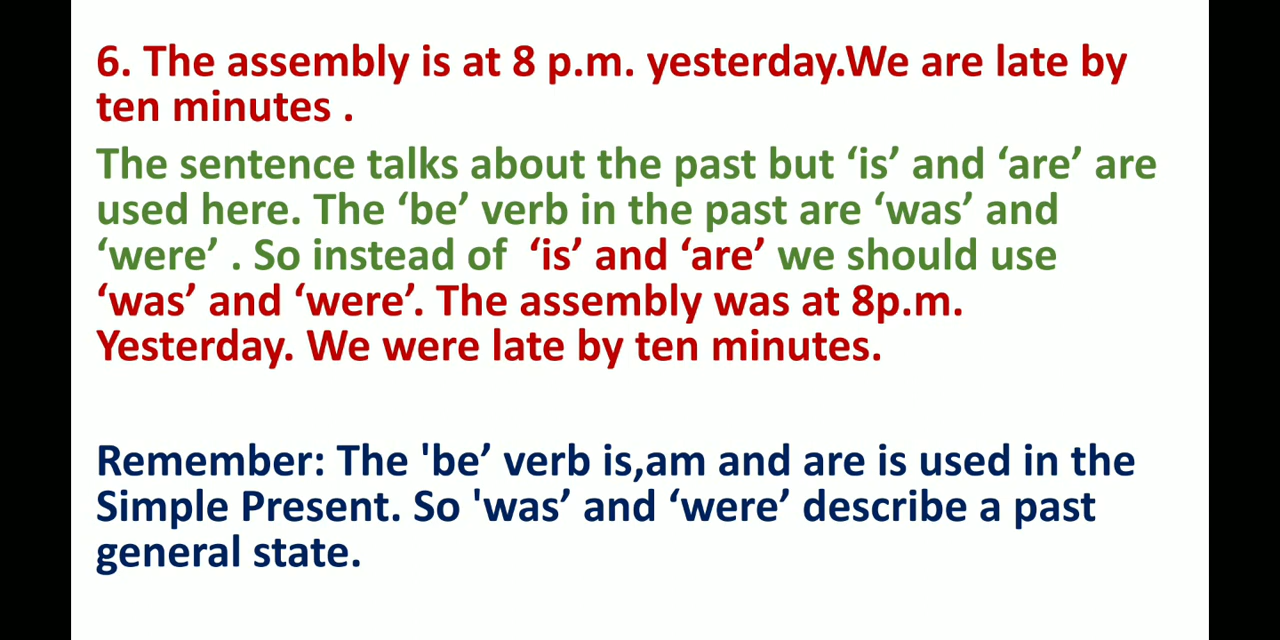 6. The assembly is at 8 p.m. yesterday.We are late by
ten minutes .
The sentence talks about the past but ‘is’ and ‘are’ are
used here. The ‘be’ verb in the past are ‘was’ and
‘were’ . So instead of ‘is’ and ‘are’ we should use
‘was’ and ‘were’. The assembly was at 8p.m.
Yesterday. We were late by ten minutes.
Remember: The 'be’ verb is,am and are is used in the
Simple Present. So 'was’ and ‘were’ describe a past
general state.